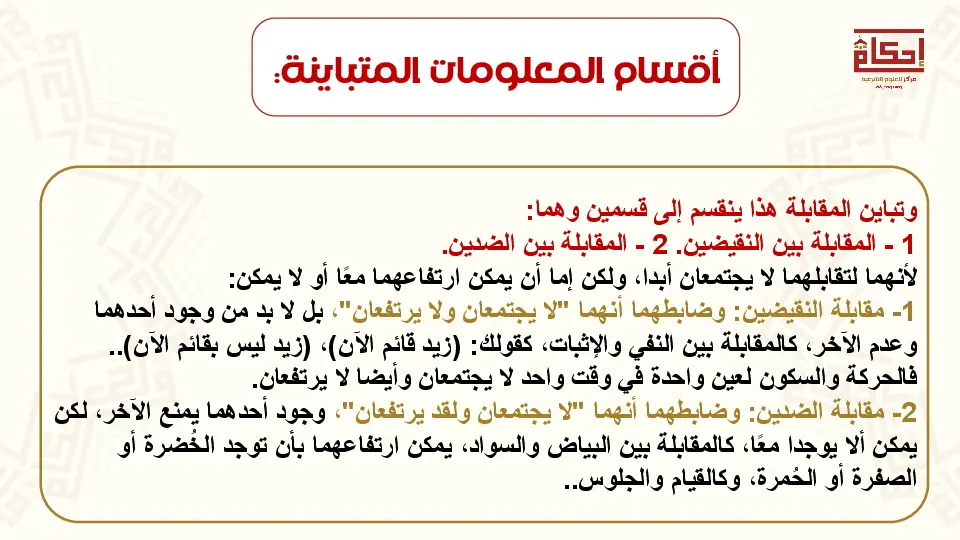 أقسام المعلومات المتباينة:
إحكام
مركز للعلوم الشرعية
وتباين المقابلة هذا ينقسم إلى قسمين وهما:
1 - المقابلة بين النقيضين. 2 - المقابلة بين الضدين.
لأنهما لتقابلهما لا يجتمعان أبدا، ولكن إما أن يمكن ارتفاعهما معًا أو لا يمكن:
1- مقابلة النقيضين: وضابطهما أنهما "لا يجتمعان ولا يرتفعان"، بل لا بد من وجود أحدهما
وعدم الآخر، كالمقابلة بين النفي والإثبات، كقولك: (زيد قائم الآن)، (زيد ليس بقائم الآن)..
فالحركة والسكون لعين واحدة في وقت واحد لا يجتمعان وأيضا لا يرتفعان.
2- مقابلة الضدين: وضابطهما أنهما "لا يجتمعان ولقد يرتفعان"، وجود أحدهما يمنع الآخر، لكن
يمكن ألا يوجدا معًا، كالمقابلة بين البياض والسواد، يمكن ارتفاعهما بأن توجد الخُضرة أو
الصفرة أو الحُمرة، وكالقيام والجلوس..